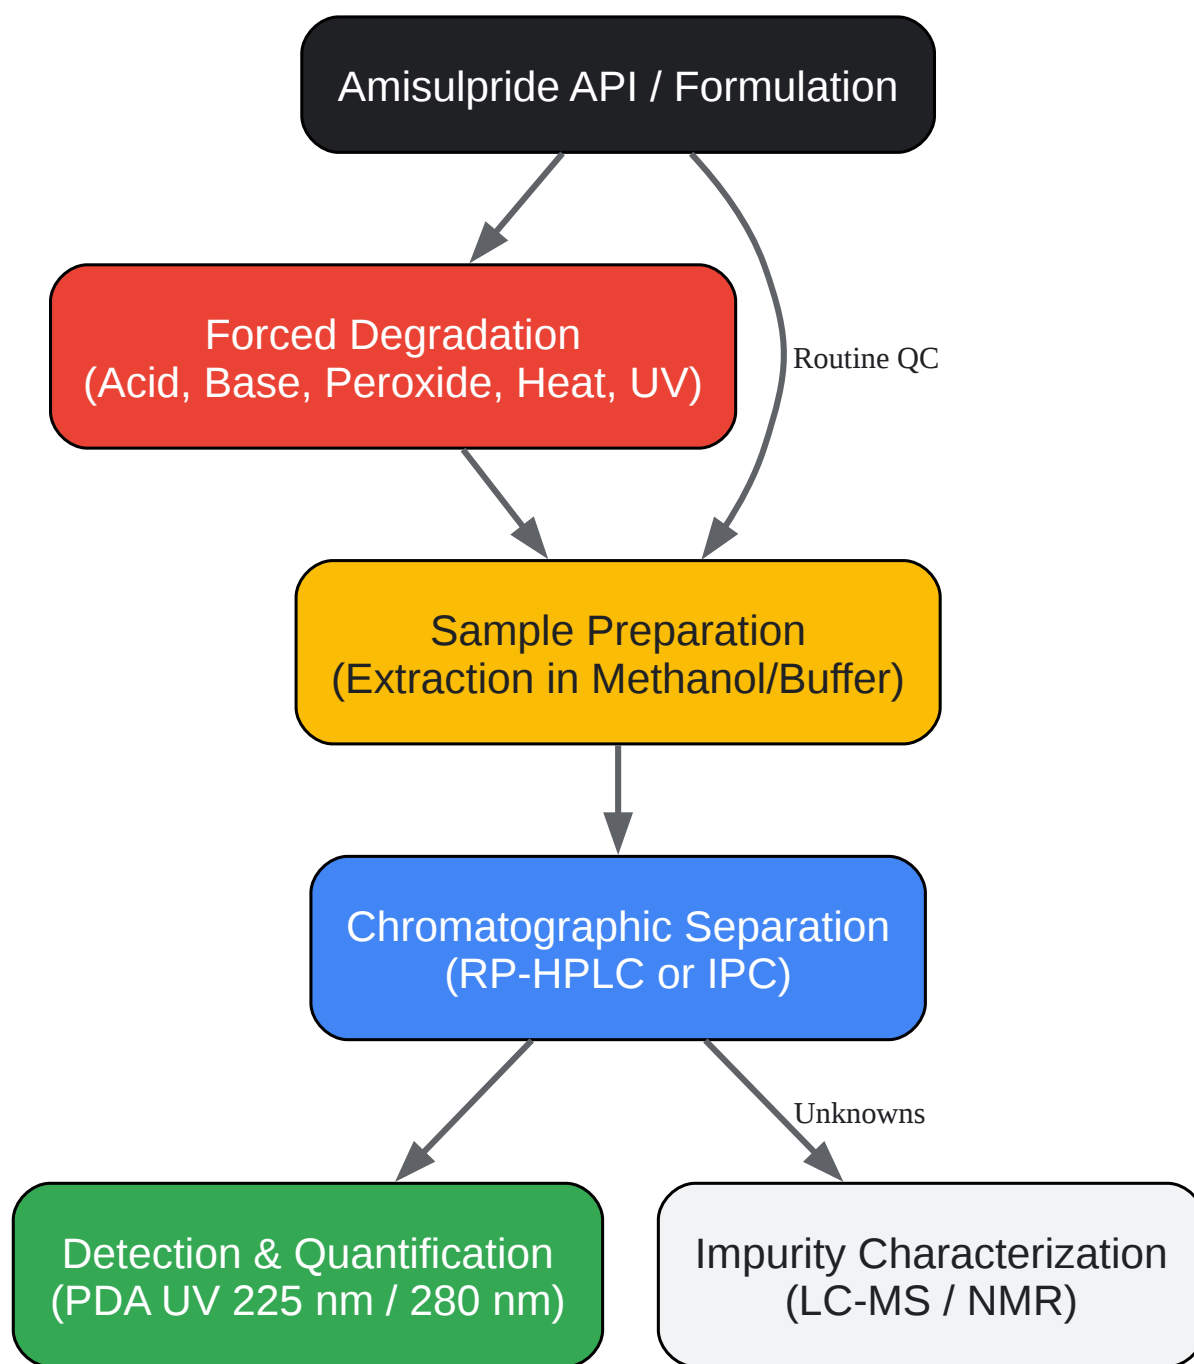 Amisulpride API / Formulation
Forced Degradation
(Acid, Base, Peroxide, Heat, UV)
Routine QC
Sample Preparation
(Extraction in Methanol/Buffer)
Chromatographic Separation
(RP-HPLC or IPC)
Unknowns
Detection & Quantification
(PDA UV 225 nm / 280 nm)
Impurity Characterization
(LC-MS / NMR)